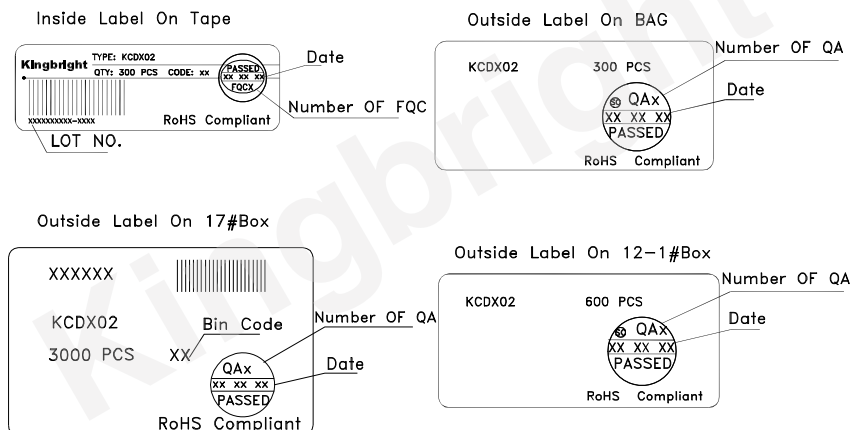 Inside Label On Tape
Kingbright
TYPE: KCDX02
QTY: 300 PCS CODE: xx
PASSED
XX XX XX
FQCX
Date
Number OF FQC
XXXXXXXXXX-XXXX
RoHS Compliant
LOT NO.
Outside Label On BAG
KCDX02 300 PCS
Number OF QA
QAx
Date
XX XX XX
PASSED
RoHS Compliant
Outside Label On 17#Box
XXXXXX
KCDX02
Bin Code
Number OF QA
3000 PCS XX
QAx
Date
XX XX XX
PASSED
RoHS Compliant
Outside Label On 12-1#Box
KCDX02 600 PCS
Number OF QA
QAx
Date
XX XX XX
PASSED
RoHS Compliant
Kingbright